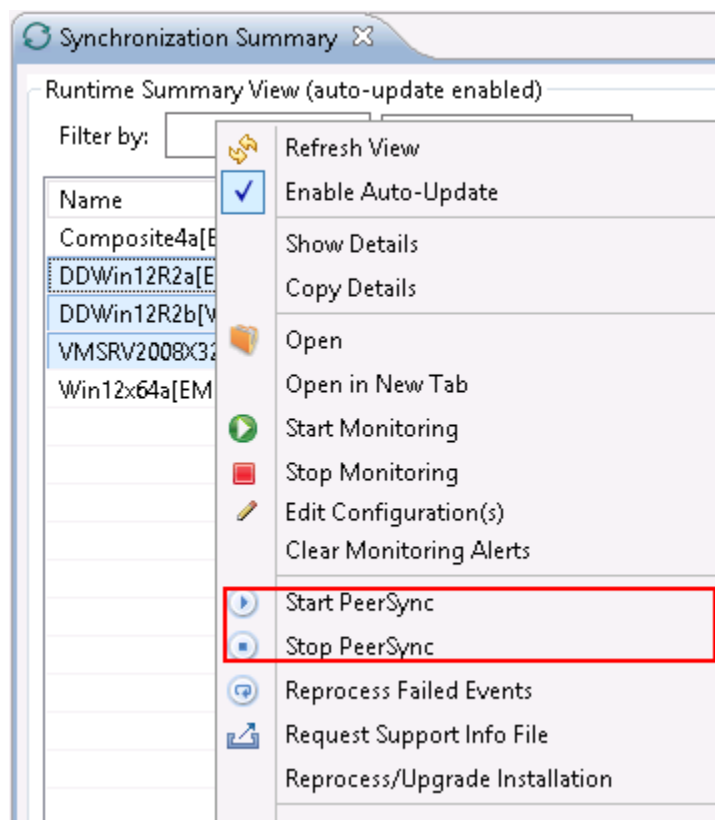 Synchronization Summary
Runtime Summary View (auto-update enabled)
Filter by:
Name
Composite4a[E
DDWin12R2a[E
DDWin12R2b[V
VMSRV2008X32
Win12x64a[EM
Refresh View
Enable Auto-Update
Show Details
Copy Details
Open
Open in New Tab
Start Monitoring
Stop Monitoring
Edit Configuration(s)
Clear Monitoring Alerts
Start PeerSync
Stop PeerSync
Reprocess Failed Events
Request Support Info File
Reprocess/Upgrade Installation